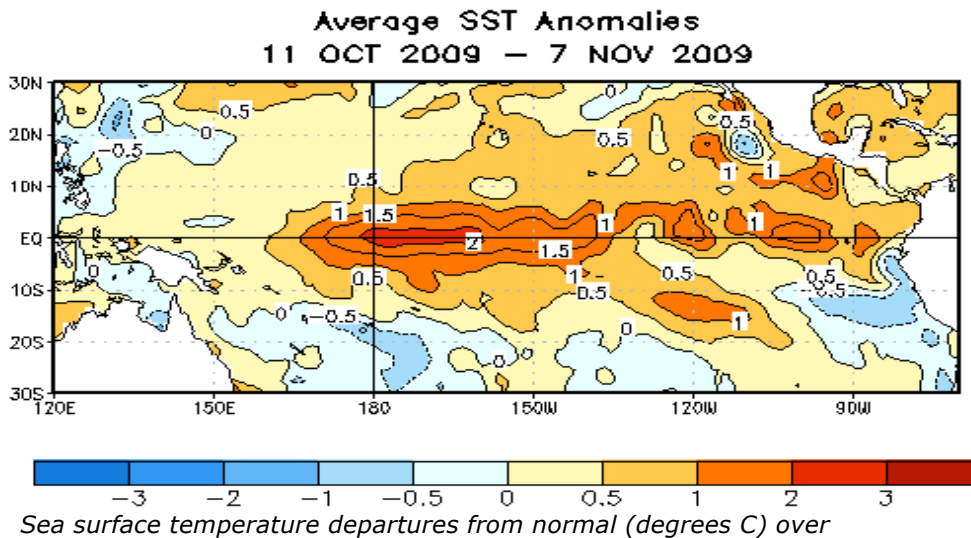 Average SST Anomalies
11 OCT 2009 – 7 NOV 2009
30N
20N
10N
EQ
10S
20S
30S
0.5
0
-0.5
0.5
1
1.5
2
1.5
1
0.5
0
0.5
1
1
1
0.5
0.5
0.5
0.5
1
1
0.5
0
0
-0.5
0
0
120E 150E 180 150W 120W 90W
-3 -2 -1 -0.5 0 0.5 1 2 3
Sea surface temperature departures from normal (degrees C) over